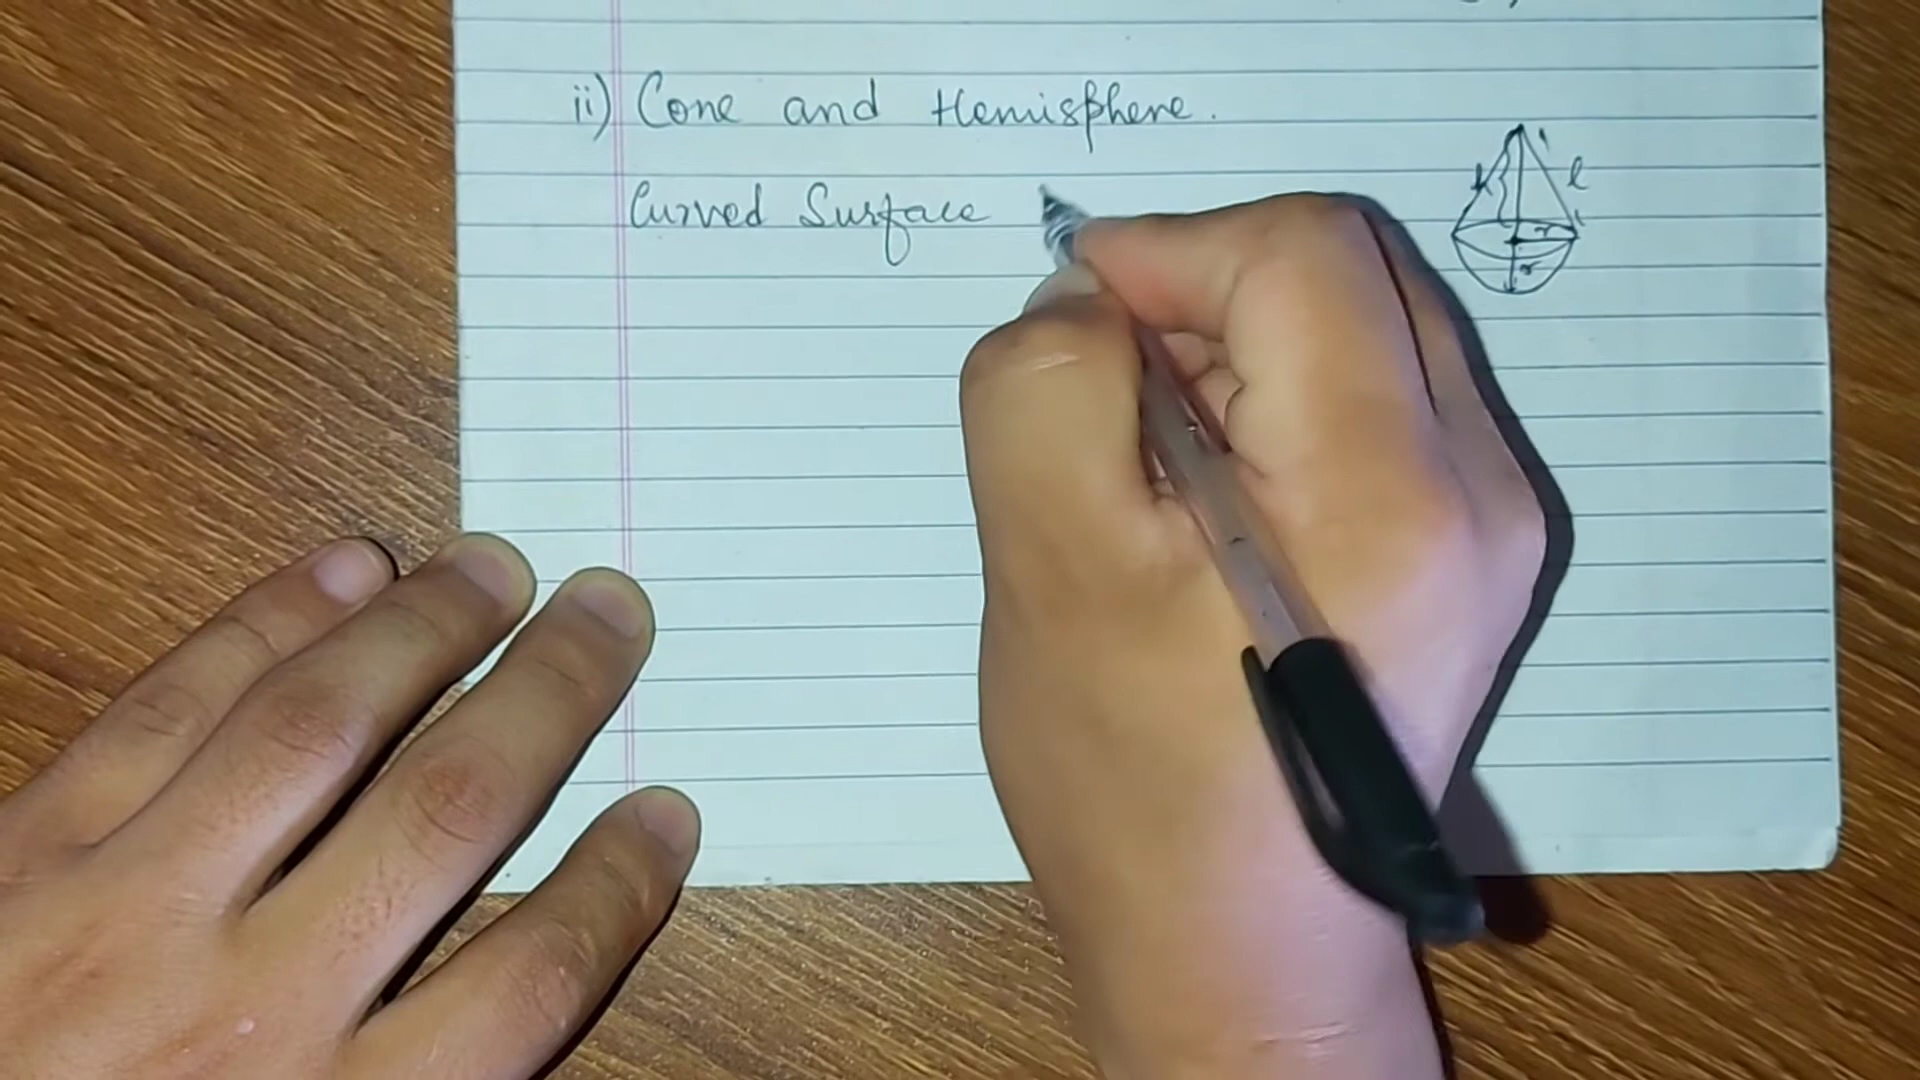 ii) Cone and Hemisphere.
Curved Surface
h
l
r
r